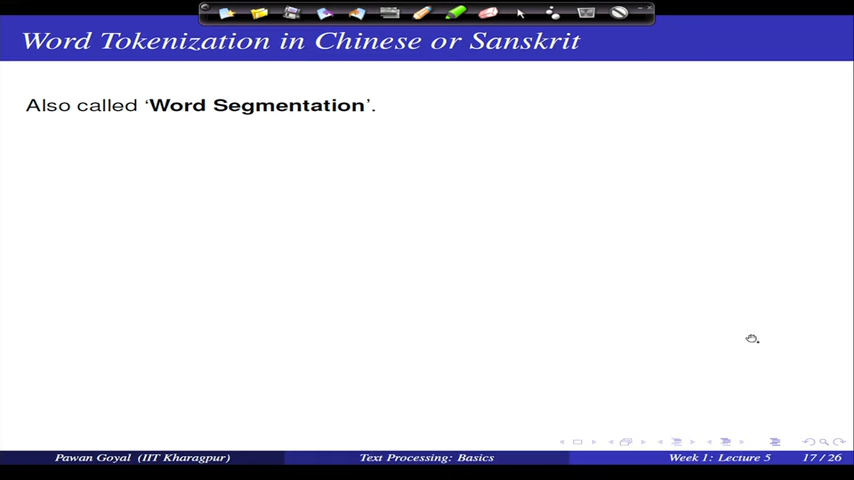 Word Tokenization in Chinese or Sanskrit
Also called ‘Word Segmentation’.
Pawan Goyal (IIT Kharagpur) Text Processing: Basics Week 1: Lecture 5 17 / 26